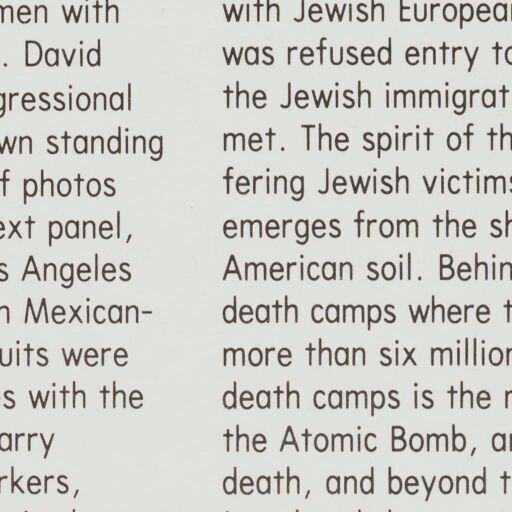 men with
. David
gressional
wn standing
f photos
ext panel,
s Angeles
n Mexican-
uits were
es with the
arry
rkers,
with Jewish Europea
was refused entry to
the Jewish immigrat
met. The spirit of th
fering Jewish victims
emerges from the sh
American soil. Behin
death camps where t
more than six million
death camps is the
the Atomic Bomb, an
death, and beyond t